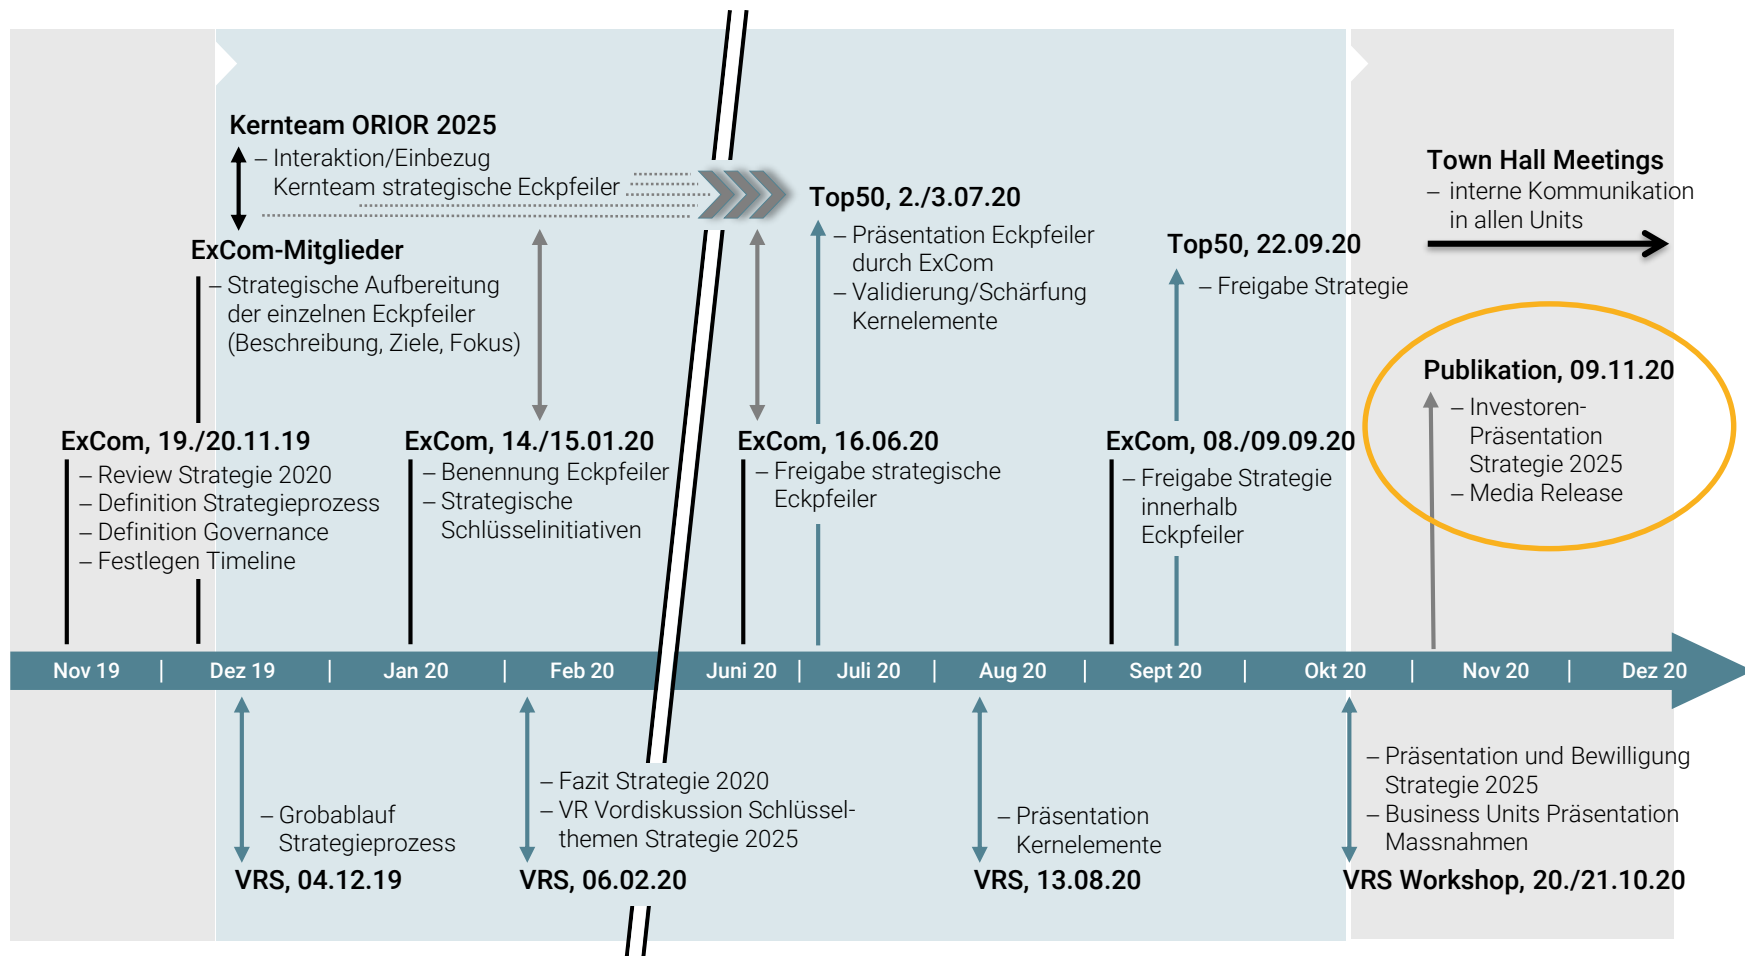 Kernteam ORIOR 2025
– Interaktion/Einbezug
Kernteam strategische Eckpfeiler
ExCom-Mitglieder
– Strategische Aufbereitung
der einzelnen Eckpfeiler
(Beschreibung, Ziele, Fokus)
Top50, 2./3.07.20
– Präsentation Eckpfeiler
durch ExCom
– Validierung/Schärfung
Kernelemente
Top50, 22.09.20
– Freigabe Strategie
Town Hall Meetings
– interne Kommunikation
in allen Units
Publikation, 09.11.20
– Investoren-
Präsentation
Strategie 2025
– Media Release
ExCom, 19./20.11.19
– Review Strategie 2020
– Definition Strategieprozess
– Definition Governance
– Festlegen Timeline
ExCom, 14./15.01.20
– Benennung Eckpfeiler
– Strategische
Schlüsselinitiativen
ExCom, 16.06.20
– Freigabe strategische
Eckpfeiler
ExCom, 08./09.09.20
– Freigabe Strategie
innerhalb
Eckpfeiler
Nov 19 | Dez 19 | Jan 20 | Feb 20 Juni 20 | Juli 20 | Aug 20 | Sept 20 | Okt 20 | Nov 20 | Dez 20
– Grobablauf
Strategieprozess
VRS, 04.12.19
– Fazit Strategie 2020
– VR Vordiskussion Schlüssel-
themen Strategie 2025
VRS, 06.02.20
– Präsentation
Kernelemente
VRS, 13.08.20
– Präsentation und Bewilligung
Strategie 2025
– Business Units Präsentation
Massnahmen
VRS Workshop, 20./21.10.20